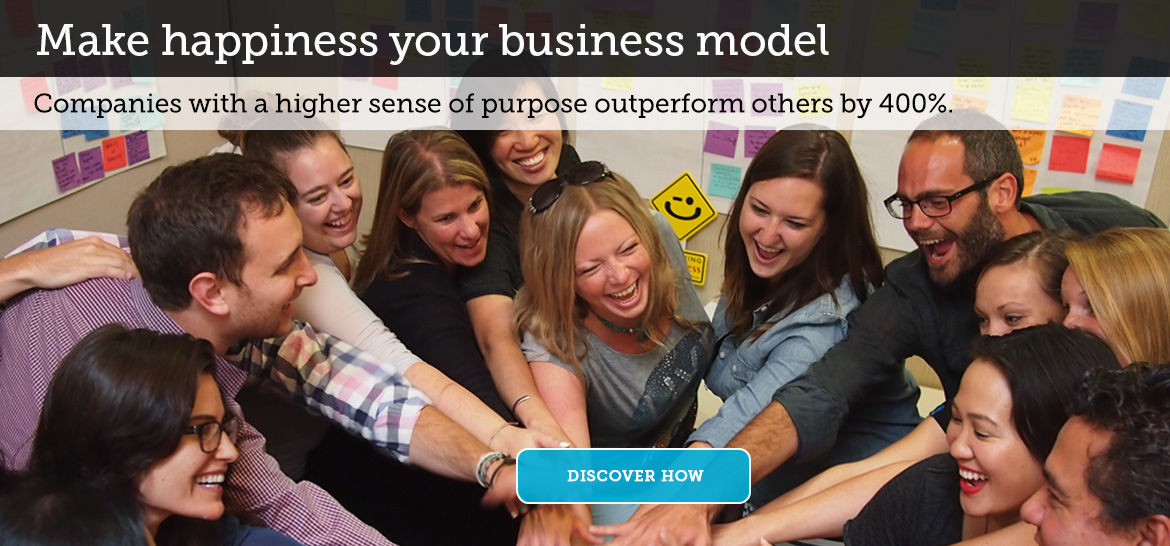 Make happiness your business model
Companies with a higher sense of purpose outperform others by 400%.
DISCOVER HOW